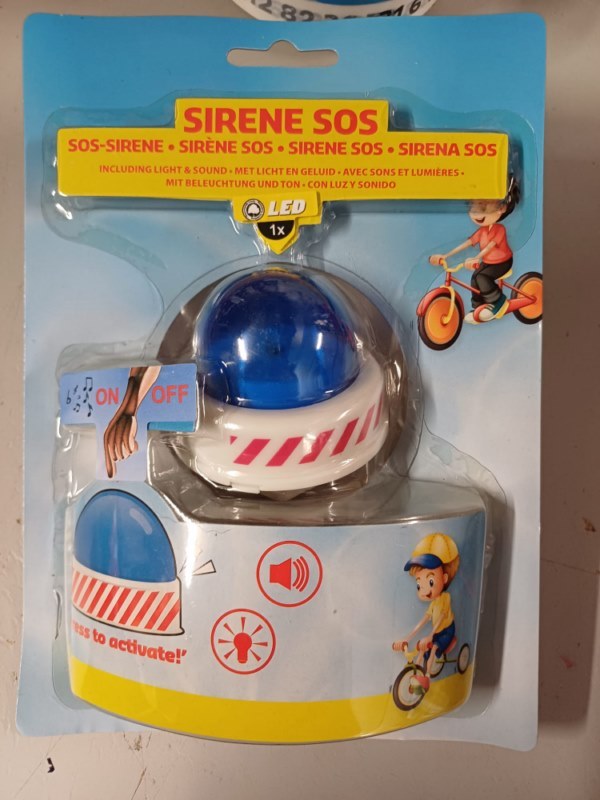 SIRENE SOS
SOS-SIRENE • SIRÈNE SOS • SIRENE SOS • SIRENA SOS
INCLUDING LIGHT & SOUND • MET LICHT EN GELUID • AVEC SONS ET LUMIÈRES •
MIT BELEUCHTUNG UND TON • CON LUZ Y SONIDO
LED
1x
ON OFF
to activate!'